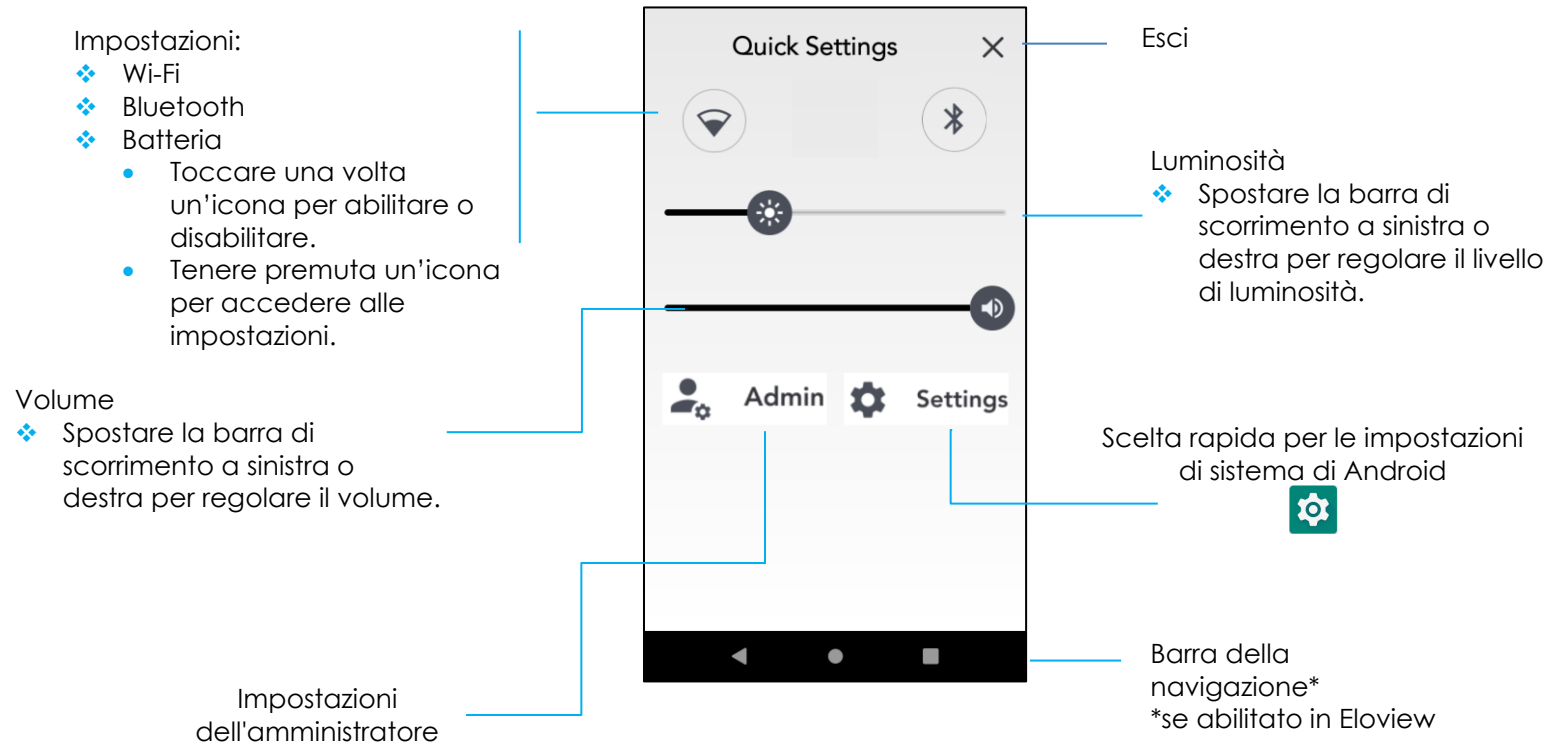 Impostazioni:
Wi-Fi
Bluetooth
Batteria
Toccare una volta
un’icona per abilitare o
disabilitare.
Tenere premuta un’icona
per accedere alle
impostazioni.
Volume
Spostare la barra di
scorrimento a sinistra o
destra per regolare il volume.
Impostazioni
dell'amministratore
Quick Settings
Admin
Settings
Esci
Luminosità
Spostare la barra di
scorrimento a sinistra o
destra per regolare il livello
di luminosità.
Scelta rapida per le impostazioni
di sistema di Android
Barra della
navigazione*
*se abilitato in Eloview